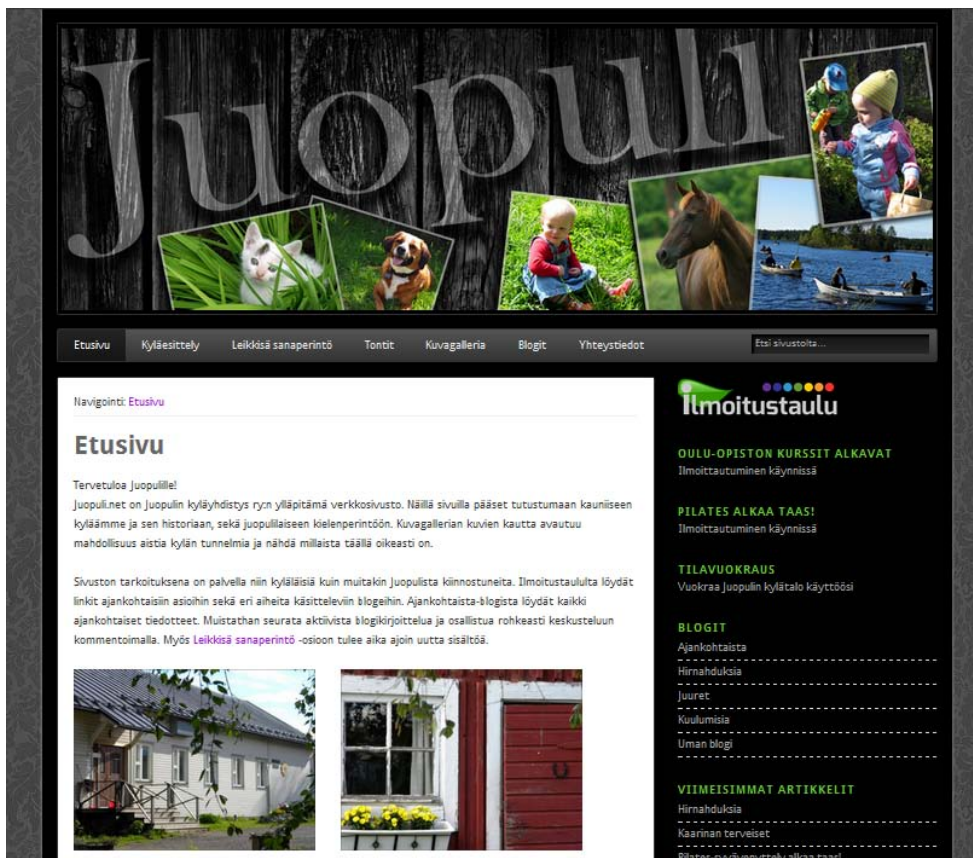 Juopuli
Etusivu Kyläesittely Leikkisä sanaperintö Tontit Kuvagalleria Blogit Yhteystiedot Etsi sivustolta...
Navigointi: Etusivu
Etusivu
Tervetuloa Juopulille!
Juopuli.net on Juopulin kyläyhdistys ry:n ylläpitämä verkkosivusto. Näillä sivuilla pääset tutustumaan kauniiseen
kyläämme ja sen historiaan, sekä juopulilaiseen kielenperintöön. Kuvagallerian kuvien kautta avautuu
mahdollisuus aistia kylän tunnelmia ja nähdä millaista täällä oikeasti on.
Sivuston tarkoituksena on palvella niin kyläläisiä kuin muitakin Juopulista kiinnostuneita. Ilmoitustaululta löydät
linkit ajankohtaisiin asioihin sekä eri aiheita käsitteleviin blogeihin. Ajankohtaista-blogista löydät kaikki
ajankohtaiset tiedotteet. Muistathan seurata aktiivista blogikirjoittelua ja osallistua rohkeasti keskusteluun
kommentoimalla. Myös Leikkisä sanaperintö -osioon tulee aika ajoin uutta sisältöä.
Ilmoitustaulu
OULU-OPISTON KURSSIT ALKAVAT
Ilmoittautuminen käynnissä
PILATES ALKAA TAAS!
Ilmoittautuminen käynnissä
TILAVUOKRAUS
Vuokraa Juopulin kylätalo käyttöösi
BLOGIT
Ajankohtaista
Hirnahduksia
Juuret
Kuulumisia
Uman blogi
VIIMEISIMMAT ARTIKKELIT
Hirnahduksia
Kaarinan terveiset